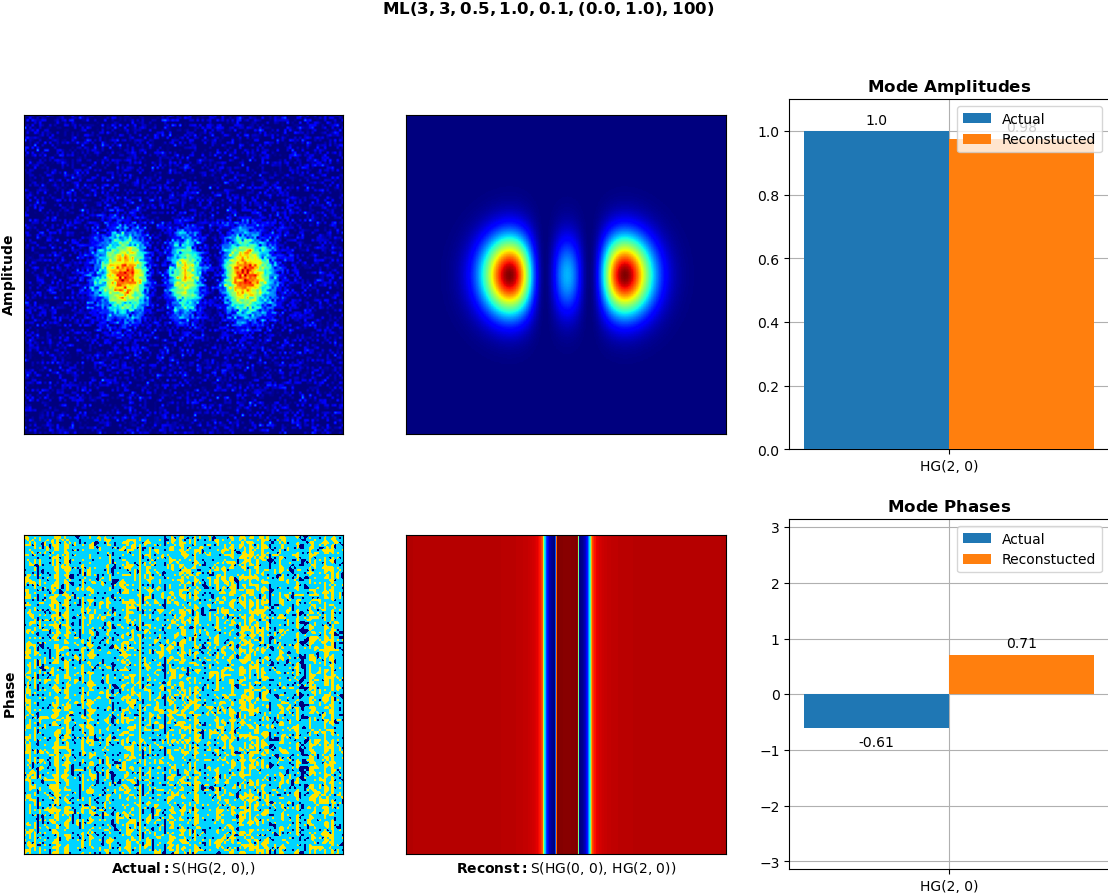 ML(3, 3, 0.5, 1.0, 0.1, (0.0, 1.0), 100)
Amplitude
Mode Amplitudes
1.0
0.98
Actual
Reconstucted
1.0
0.8
0.6
0.4
0.2
0.0
HG(2, 0)
Phase
Actual: S(HG(2, 0),)
Reconst: S(HG(0, 0), HG(2, 0))
Mode Phases
Actual
Reconstucted
3
2
1
0
−1
−2
−3
0.71
-0.61
HG(2, 0)